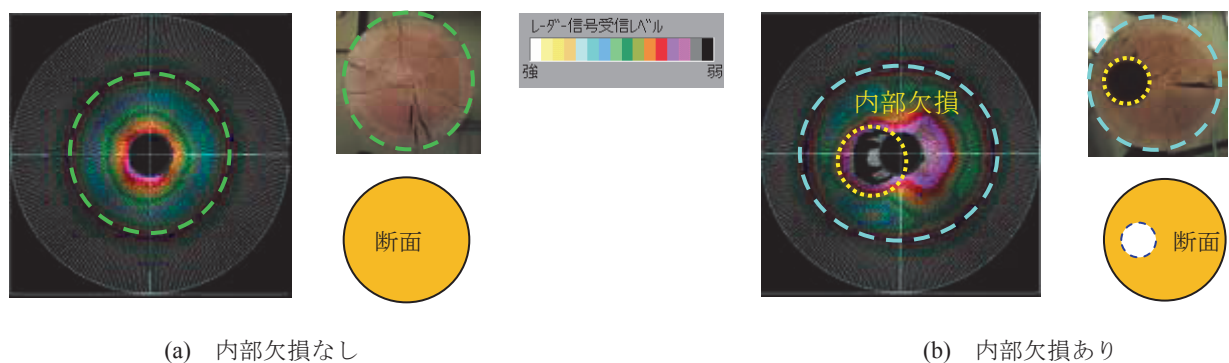 ﾚｰﾀﾞｰ信号受信ﾚﾍﾞﾙ
強 弱
内部欠損
断面
断面
(a) 内部欠損なし
(b) 内部欠損あり